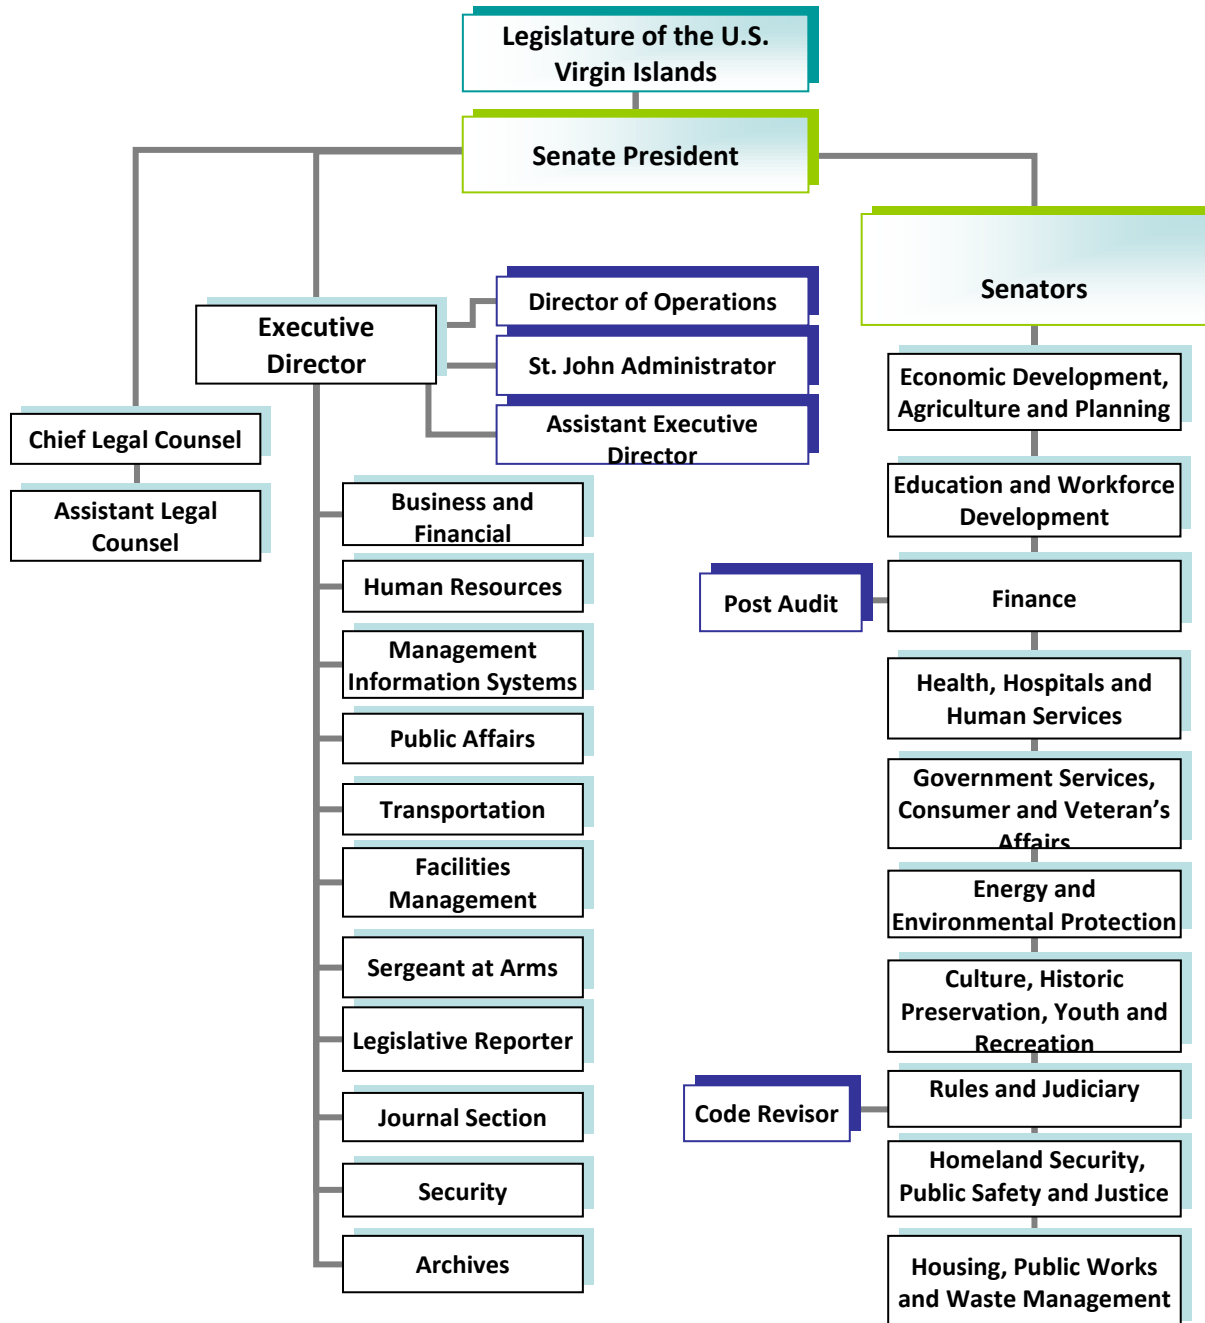 Legislature of the U.S.
Virgin Islands
Senate President
Senators
Executive
Director
Director of Operations
St. John Administrator
Assistant Executive
Director
Chief Legal Counsel
Assistant Legal
Counsel
Business and
Financial
Human Resources
Management
Information Systems
Public Affairs
Transportation
Facilities
Management
Sergeant at Arms
Legislative Reporter
Journal Section
Security
Archives
Economic Development,
Agriculture and Planning
Education and Workforce
Development
Post Audit
Finance
Health, Hospitals and
Human Services
Government Services,
Consumer and Veteran’s
Affairs
Energy and
Environmental Protection
Culture, Historic
Preservation, Youth and
Recreation
Code Revisor
Rules and Judiciary
Homeland Security,
Public Safety and Justice
Housing, Public Works
and Waste Management